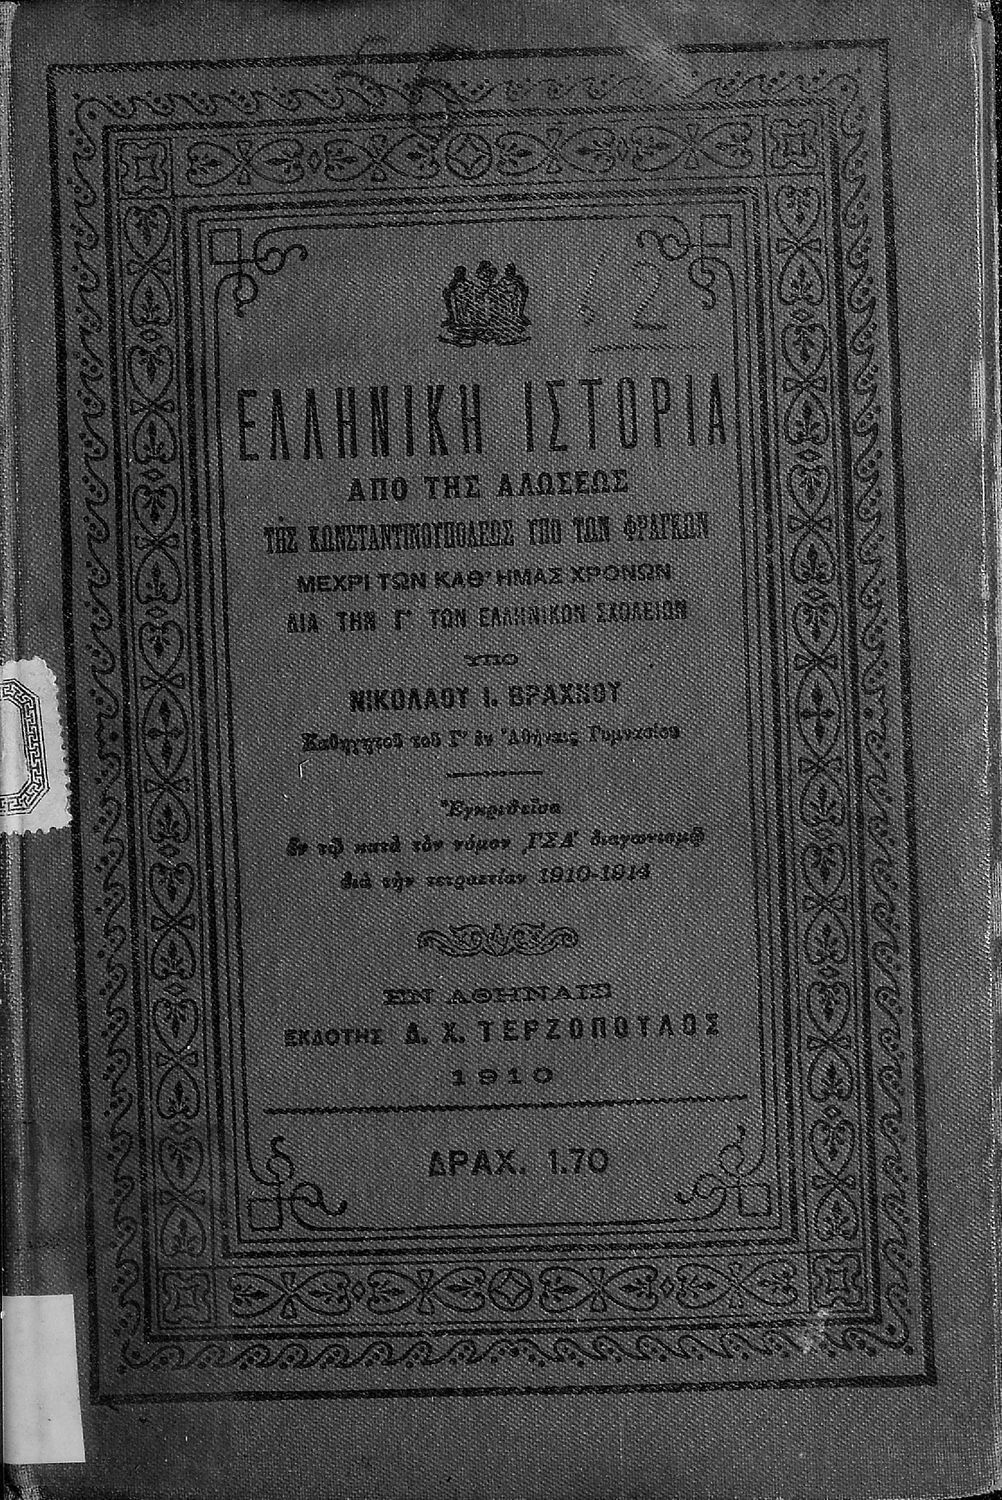 12
ΕΛΛΗΝΙΚΗ ΙΣΤΟΡΙΑ
ΑΠΟ ΤΗΣ ΑΛΩΣΕΩΣ
ΤΗΣ ΚΩΝΣΤΑΝΤΙΝΟΥΠΟΛΕΩΣ ΥΠΟ ΤΩΝ ΦΡΑΓΚΩΝ
ΜΕΧΡΙ ΤΩΝ ΚΑΘ' ΗΜΑΣ ΧΡΟΝΩΝ
ΔΙΑ ΤΗΝ Γ' ΤΩΝ ΕΛΛΗΝΙΚΩΝ ΣΧΟΛΕΙΩΝ
ΥΠΟ
ΝΙΚΟΛΑΟΥ Ι. ΒΡΑΧΝΟΥ
Καθηγητοῦ τοῦ Γ' ἐν Ἀθήναις Γυμνασίου
Ἐγκριθεῖσα
ἐν τῷ κατὰ τὸν νόμον ͵ΓΣΑ' διαγωνισμῷ
διὰ τὴν τετραετίαν 1910-1914
ΕΝ ΑΘΗΝΑΙΣ
ΕΚΔΟΤΗΣ Δ. Χ. ΤΕΡΖΟΠΟΥΛΟΣ
1910
ΔΡΑΧ. 1.70